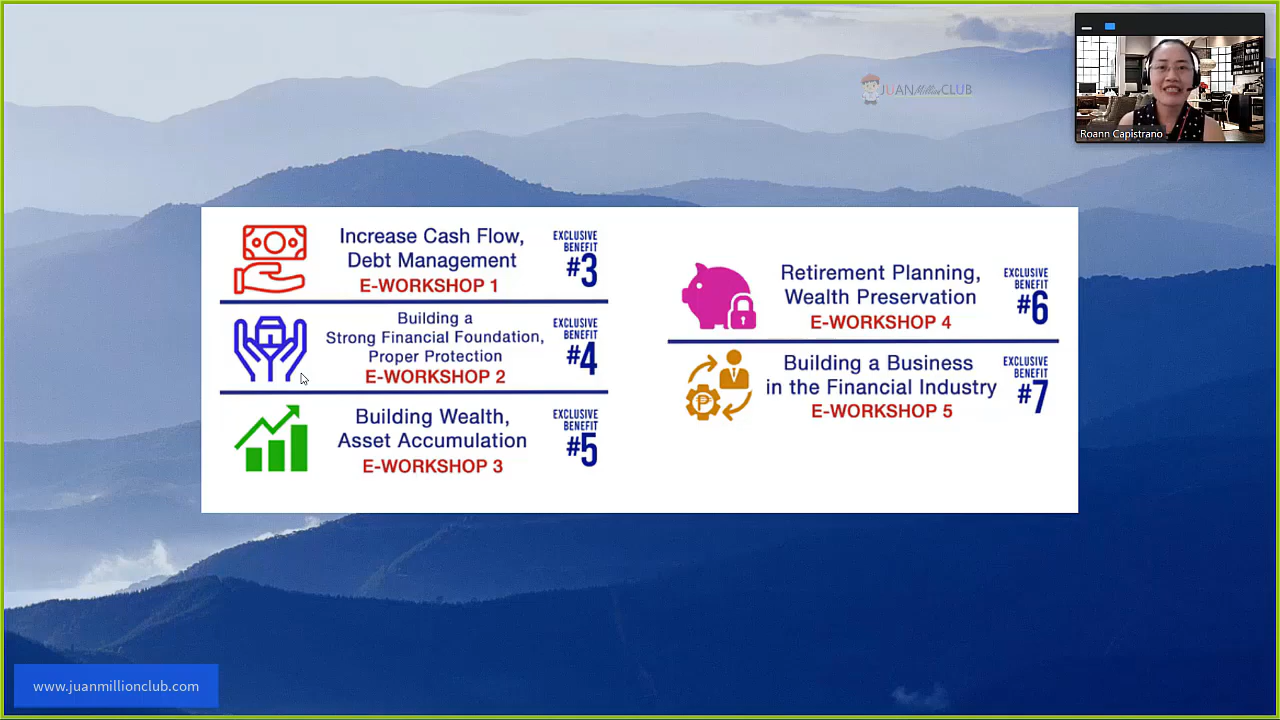 JUANMillionCLUB
Roann Capistrano
Increase Cash Flow,
Debt Management
E-WORKSHOP 1
EXCLUSIVE
BENEFIT
#3
Building a
Strong Financial Foundation,
Proper Protection
E-WORKSHOP 2
EXCLUSIVE
BENEFIT
#4
Building Wealth,
Asset Accumulation
E-WORKSHOP 3
EXCLUSIVE
BENEFIT
#5
Retirement Planning,
Wealth Preservation
E-WORKSHOP 4
EXCLUSIVE
BENEFIT
#6
₱
Building a Business
in the Financial Industry
E-WORKSHOP 5
EXCLUSIVE
BENEFIT
#7
www.juanmillionclub.com